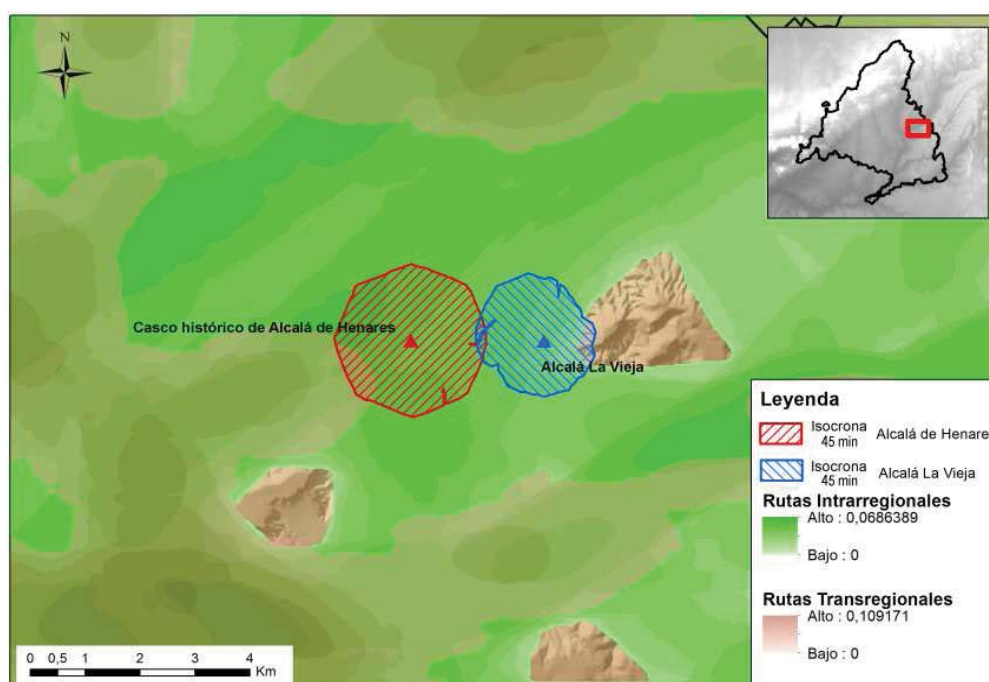 N
Casco histórico de Alcalá de Henares
Alcalá La Vieja
Leyenda
Isocrona 45 min Alcalá de Henare
Isocrona 45 min Alcalá La Vieja
Rutas Intrarregionales
Alto : 0,0686389
Bajo : 0
Rutas Transregionales
Alto : 0,109171
Bajo : 0
0 0,5 1 2 3 4
Km